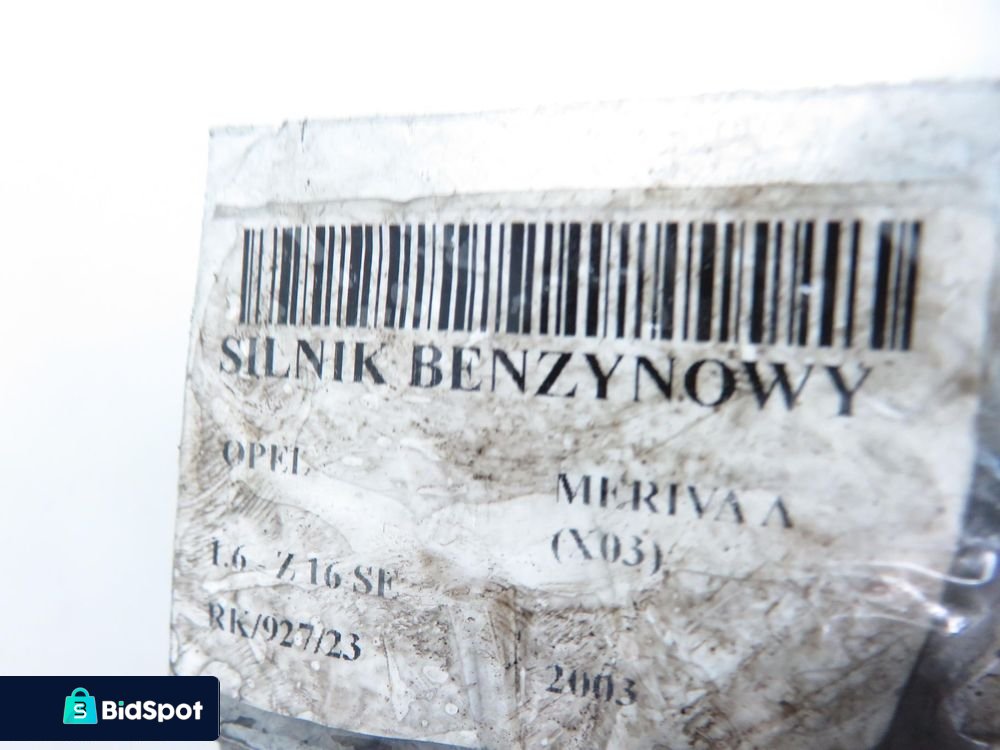 SILNIK BENZYNOWY
OPEL
MERIVA A
(X03)
1.6 - Z 16 SE
RK/927/23
2003
BidSpot